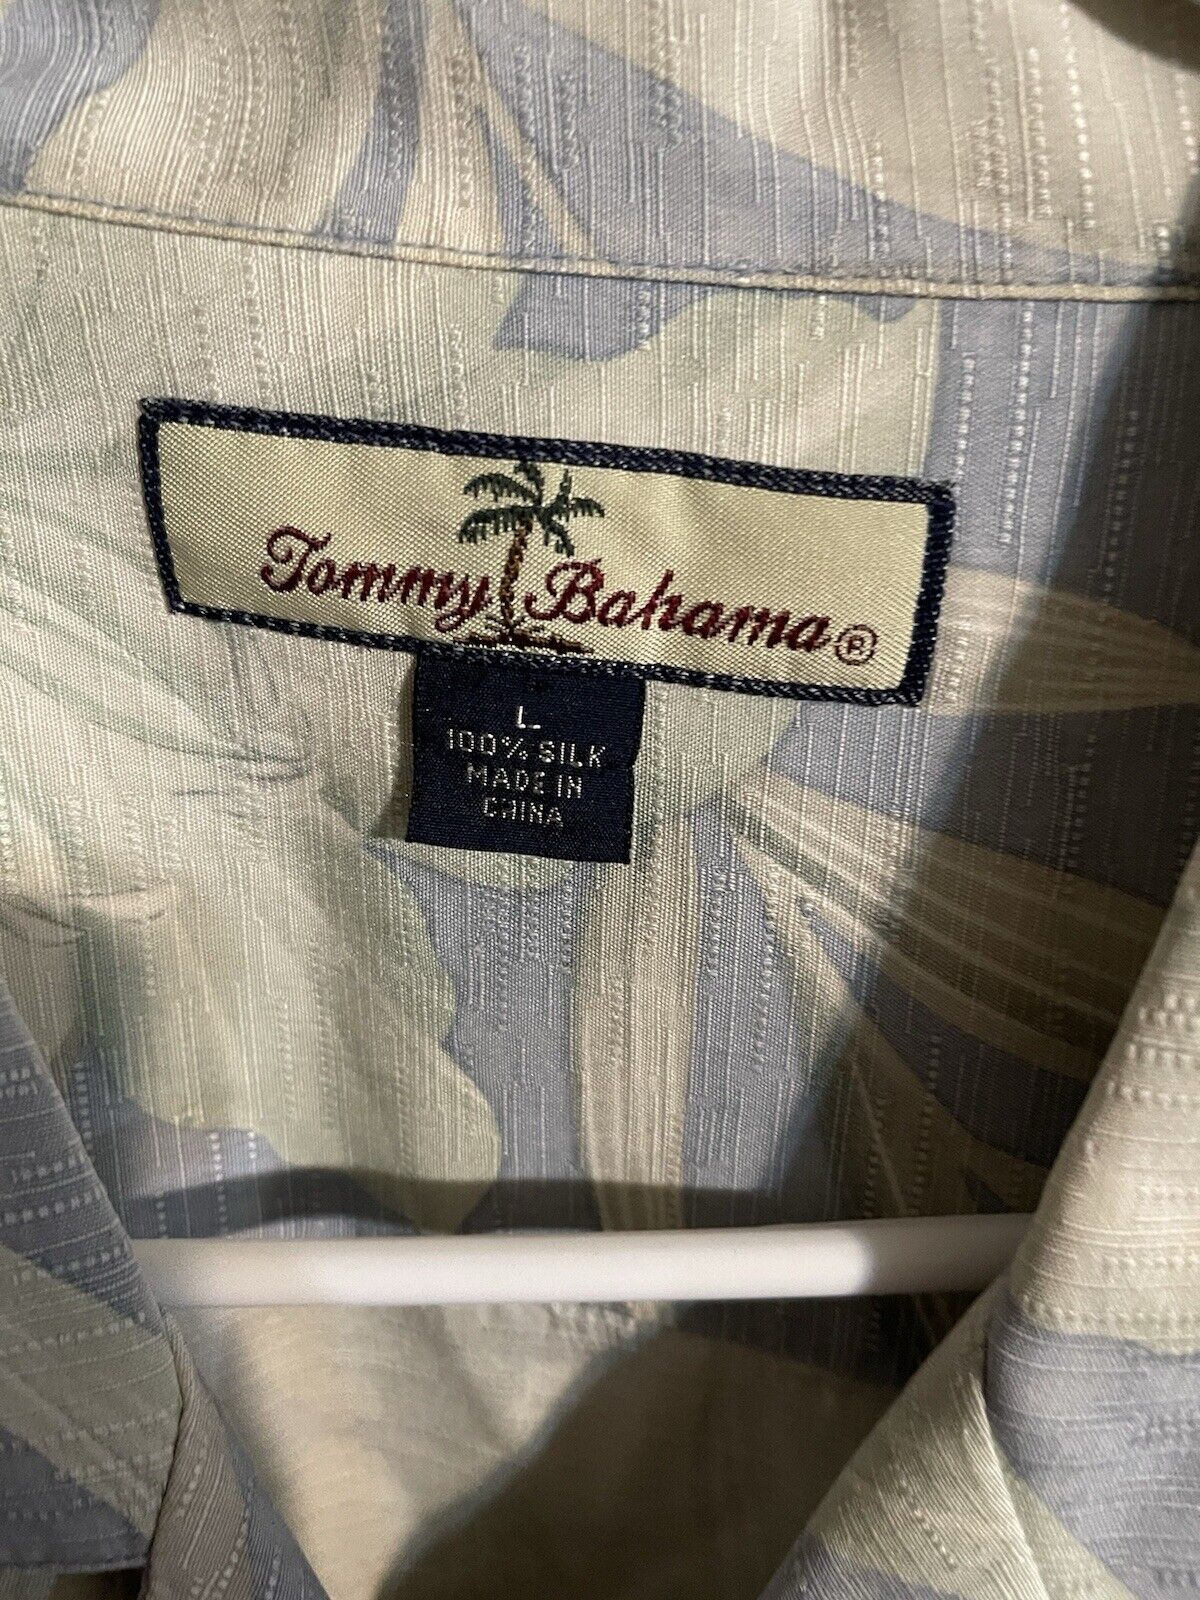 Tommy Bahama®
L
100% SILK
MADE IN
CHINA